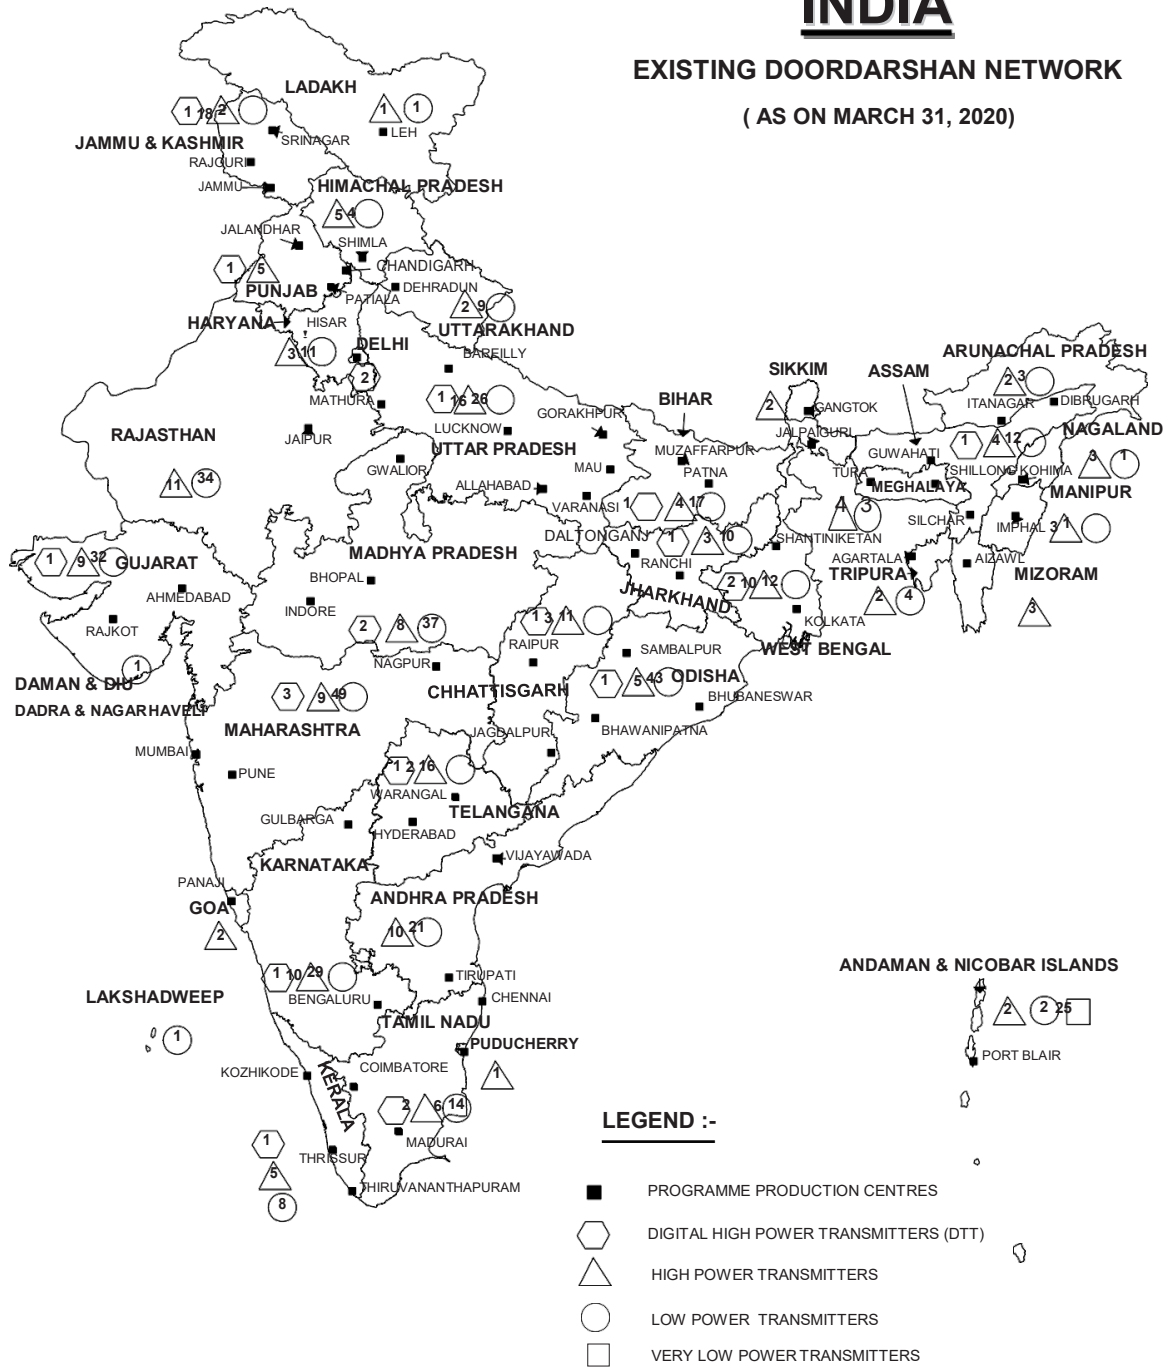 INDIA
EXISTING DOORDARSHAN NETWORK
( AS ON MARCH 31, 2020)
LADAKH
1 18 2
1 1
SRINAGAR
LEH
JAMMU & KASHMIR
RAJOURI
JAMMU
HIMACHAL PRADESH
5 4
JALANDHAR
SHIMLA
1 5
CHANDIGARH
PUNJAB
PATIALA
DEHRADUN
2 9
HARYANA
HISAR
UTTARAKHAND
3 11
DELHI
BAREILLY
2
MATHURA
1 16 26
LUCKNOW
GORAKHPUR
BIHAR
SIKKIM
ASSAM
ARUNACHAL PRADESH
2
GANGTOK
2 3
ITANAGAR
DIBRUGARH
RAJASTHAN
JAIPUR
UTTAR PRADESH
MUZAFFARPUR
JALPAIGURI
GUWAHATI
1 4 12
NAGALAND
GWALIOR
MAU
PATNA
TURA
SHILLONG
KOHIMA
3 1
11 34
ALLAHABAD
MEGHALAYA
MANIPUR
VARANASI
1 4 17
4 3
SILCHAR
IMPHAL
3 1
DALTONGANJ
1 3 10
SHANTINIKETAN
1 9 32
GUJARAT
MADHYA PRADESH
RANCHI
AGARTALA
AIZAWL
BHOPAL
TRIPURA
MIZORAM
AHMEDABAD
JHARKHAND
2 10 12
2 4
3
INDORE
RAJKOT
2 8 37
1 3 11
KOLKATA
RAIPUR
NAGPUR
SAMBALPUR
WEST BENGAL
1
DAMAN & DIU
DADRA & NAGARHAVELI
3 9 49
CHHATTISGARH
1 5 43
ODISHA
BHUBANESWAR
MAHARASHTRA
JAGDALPUR
BHAWANIPATNA
MUMBAI
PUNE
1 2 16
WARANGAL
TELANGANA
GULBARGA
HYDERABAD
KARNATAKA
VIJAYAWADA
PANAJI
GOA
ANDHRA PRADESH
2
10 21
1 10 29
TIRUPATI
ANDAMAN & NICOBAR ISLANDS
LAKSHADWEEP
BENGALURU
CHENNAI
2 2 25
1
TAMIL NADU
PUDUCHERRY
PORT BLAIR
KOZHIKODE
KERALA
COIMBATORE
1
2 6 14
1
MADURAI
THRISSUR
5
THIRUVANANTHAPURAM
8
LEGEND :-
PROGRAMME PRODUCTION CENTRES
DIGITAL HIGH POWER TRANSMITTERS (DTT)
HIGH POWER TRANSMITTERS
LOW POWER TRANSMITTERS
VERY LOW POWER TRANSMITTERS